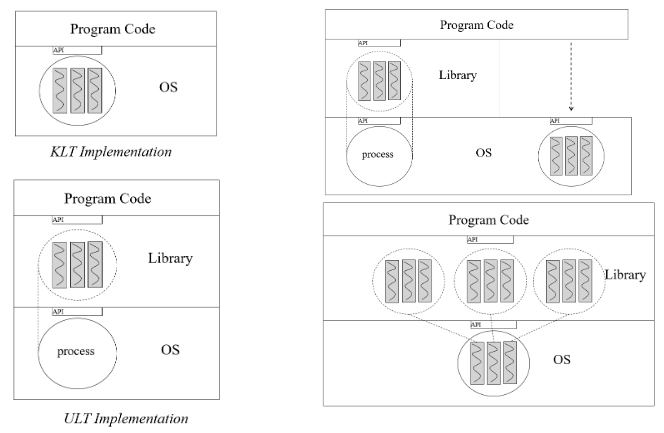 Program Code
API
OS
KLT Implementation
Program Code
API
Library
API
process
OS
ULT Implementation
Program Code
API
Library
API
process
OS
API
Program Code
API
Library
API
OS